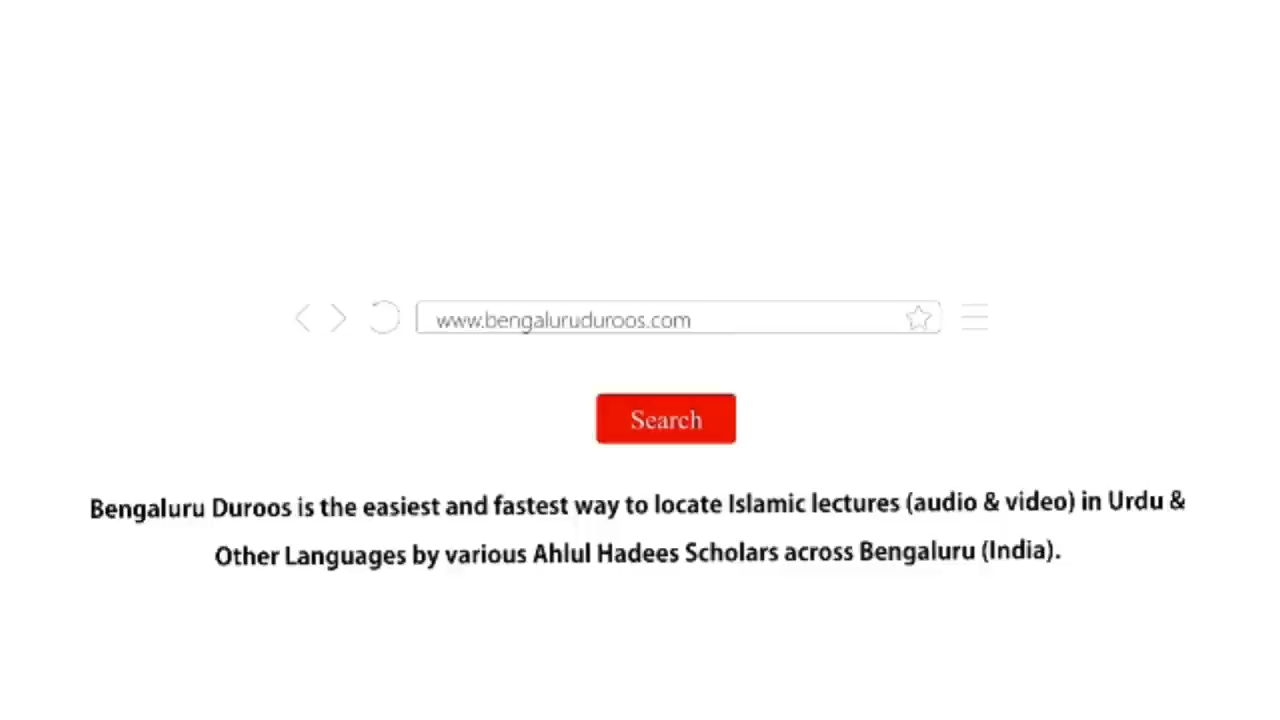 www.bengaluruduroos.com
Search
Bengaluru Duroos is the easiest and fastest way to locate Islamic lectures (audio & video) in Urdu &
Other Languages by various Ahlul Hadees Scholars across Bengaluru (India).